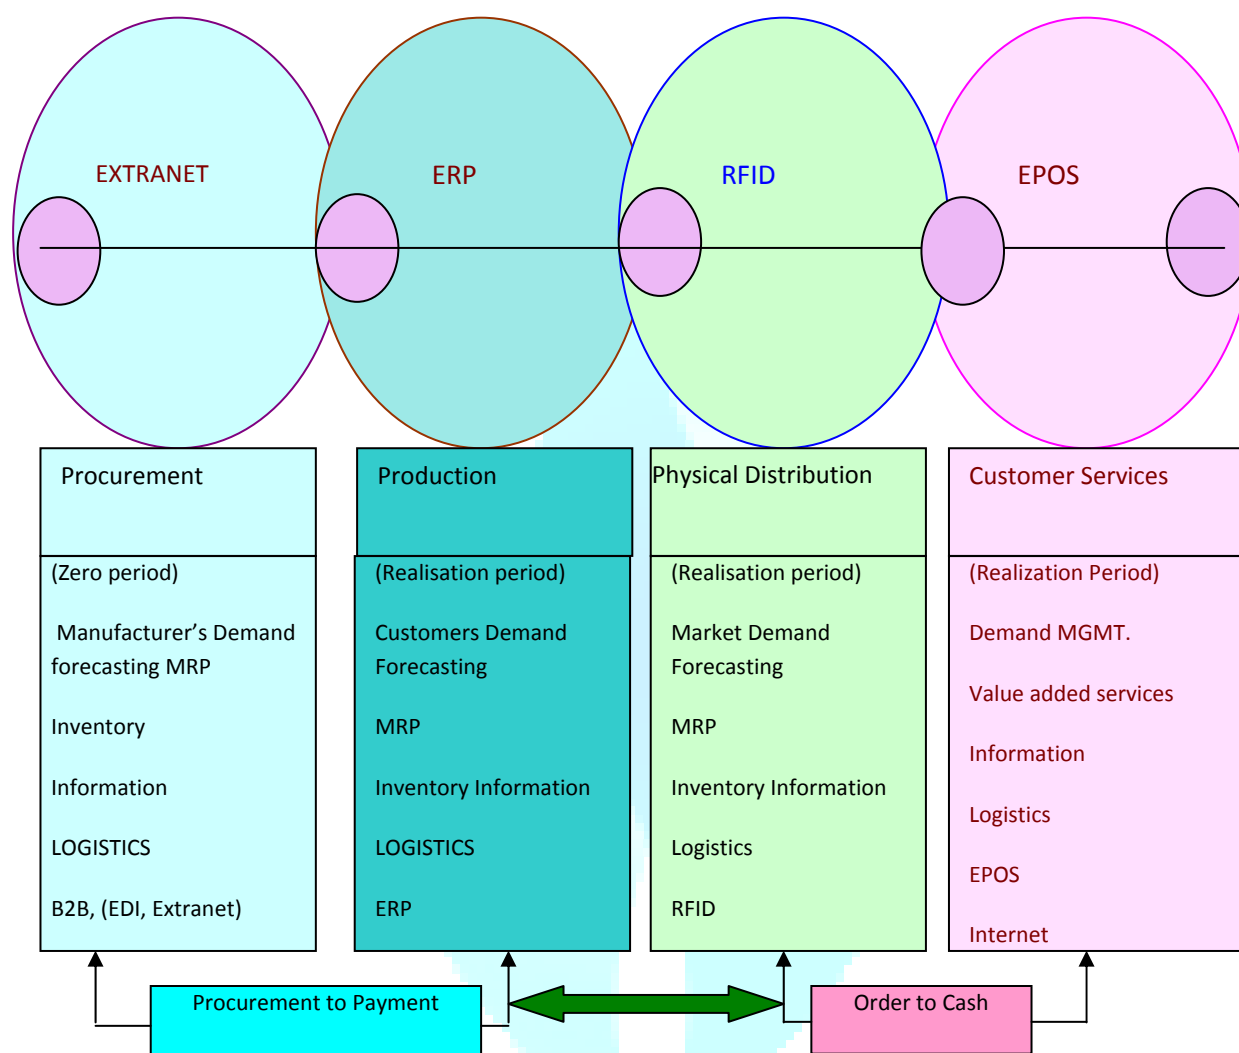 EXTRANET
ERP
RFID
EPOS
Procurement
Production
Physical Distribution
Customer Services
(Zero period)
Manufacturer’s Demand
forecasting MRP
Inventory
Information
LOGISTICS
B2B, (EDI, Extranet)
(Realisation period)
Customers Demand
Forecasting
MRP
Inventory Information
LOGISTICS
ERP
(Realisation period)
Market Demand
Forecasting
MRP
Inventory Information
Logistics
RFID
(Realization Period)
Demand MGMT.
Value added services
Information
Logistics
EPOS
Internet
Procurement to Payment
Order to Cash